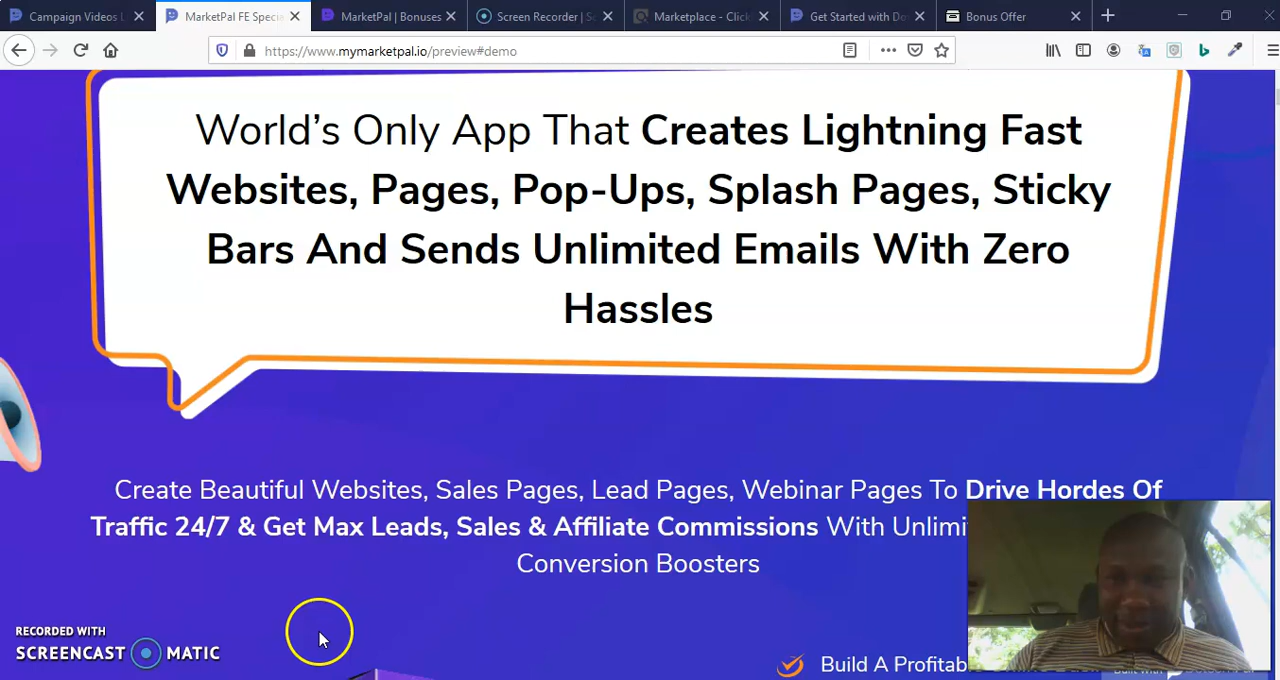 Campaign Videos
MarketPal FE Speci
MarketPal | Bonuses
Screen Recorder |
Marketplace - Click
Get Started with
Bonus Offer
https://www.mymarketpal.io/preview#demo
World's Only App That Creates Lightning Fast
Websites, Pages, Pop-Ups, Splash Pages, Sticky
Bars And Sends Unlimited Emails With Zero
Hassles
Create Beautiful Websites, Sales Pages, Lead Pages, Webinar Pages To Drive Hordes Of
Traffic 24/7 & Get Max Leads, Sales & Affiliate Commissions With Unlimi
Conversion Boosters
RECORDED WITH
SCREENCAST MATIC
Build A Profitab